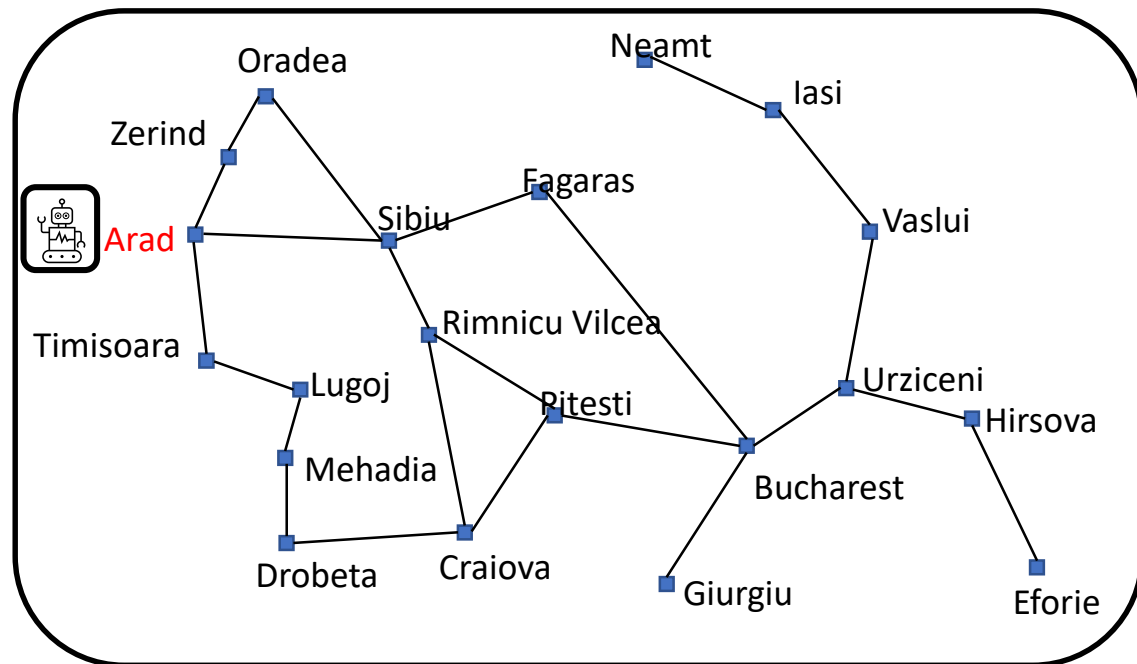 Neamt
Oradea
Iasi
Zerind
Fagaras
Sibiu
Vaslui
Arad
Rimnicu Vilcea
Timisoara
Lugoj
Urziceni
Pitesti
Hirsova
Mehadia
Bucharest
Craiova
Drobeta
Giurgiu
Eforie